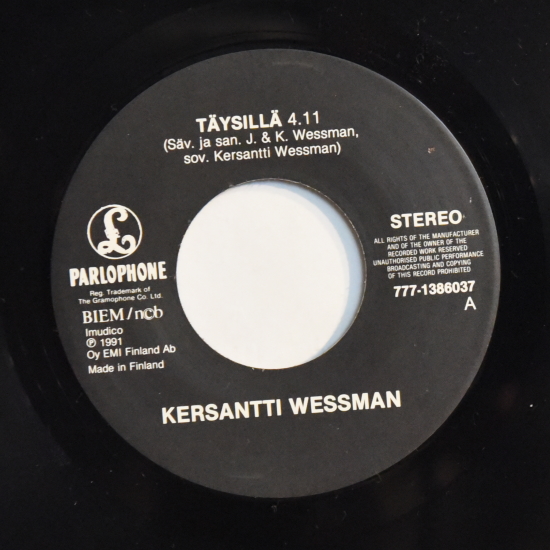 TÄYSILLÄ 4.11
(Säv. ja san. J. & K. Wessman,
sov. Kersantti Wessman)
£
PARLOPHONE
Reg. Trademark of
The Gramophone Co. Ltd.
BIEM/ncb
Imudico
℗ 1991
Oy EMI Finland Ab
Made in Finland
STEREO
ALL RIGHTS OF THE MANUFACTURER
AND OF THE OWNER OF THE
RECORDED WORK RESERVED
UNAUTHORISED PUBLIC PERFORMANCE
BROADCASTING AND COPYING
OF THIS RECORD PROHIBITED
777-1386037
A
KERSANTTI WESSMAN